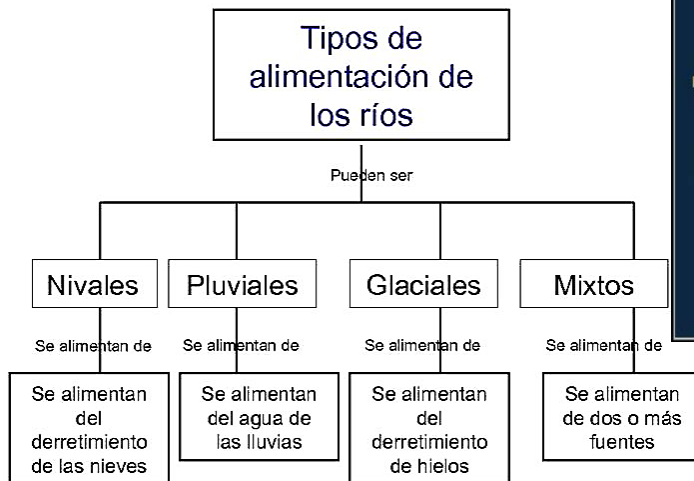 Tipos de
alimentación de
los ríos
Pueden ser
Nivales
Pluviales
Glaciales
Mixtos
Se alimentan de
Se alimentan de
Se alimentan de
Se alimentan de
Se alimentan
del
derretimiento
de las nieves
Se alimentan
del agua de
las lluvias
Se alimentan
del
derretimiento
de hielos
Se alimentan
de dos o más
fuentes